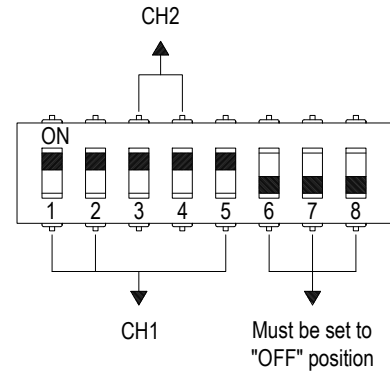 CH2
ON
1 2 3 4 5 6 7 8
CH1
Must be set to
"OFF" position